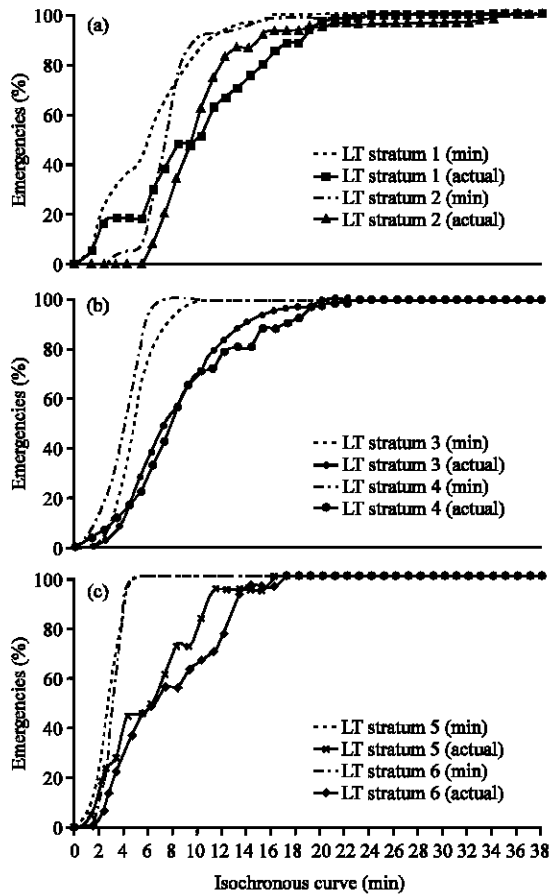 100
80
60
40
20
0
Emergencies (%)
(a)
LT stratum 1 (min)
LT stratum 1 (actual)
LT stratum 2 (min)
LT stratum 2 (actual)
100
80
60
40
20
0
Emergencies (%)
(b)
LT stratum 3 (min)
LT stratum 3 (actual)
LT stratum 4 (min)
LT stratum 4 (actual)
100
80
60
40
20
0
Emergencies (%)
(c)
LT stratum 5 (min)
LT stratum 5 (actual)
LT stratum 6 (min)
LT stratum 6 (actual)
0 2 4 6 8 10 12 14 16 18 20 22 24 26 28 30 32 34 36 38
Isochronous curve (min)